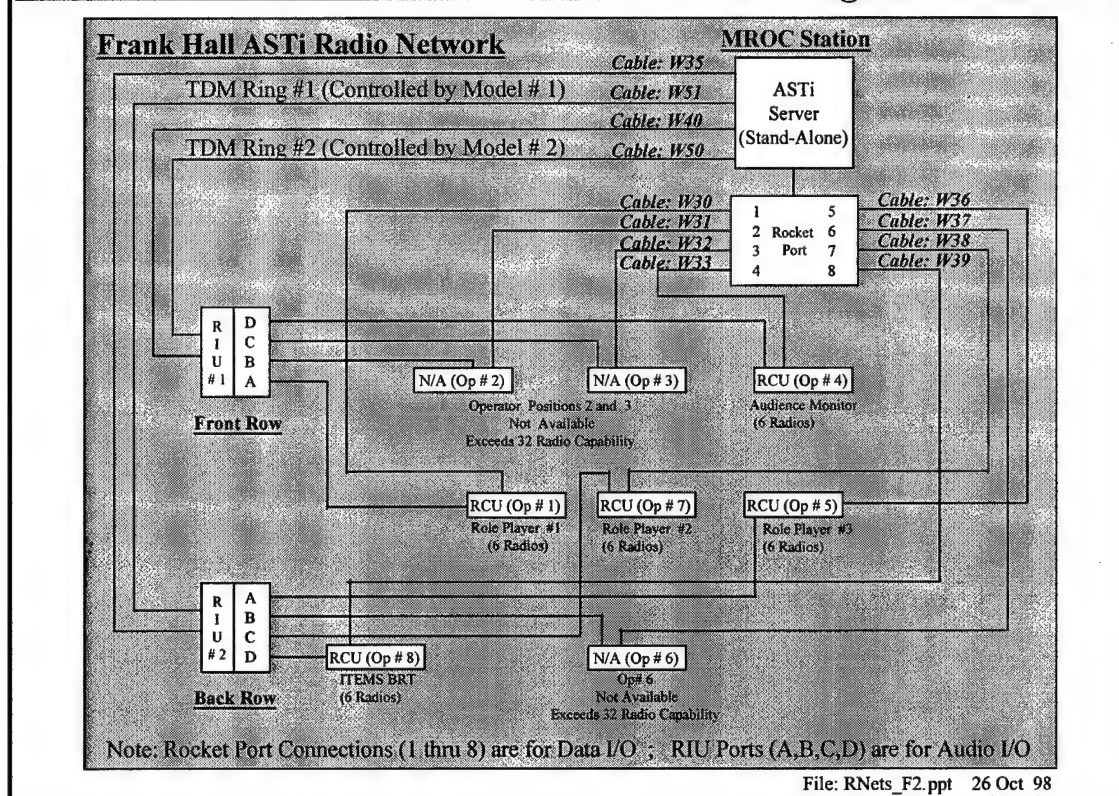 Frank Hall ASTi Radio Network
MROC Station
Cable: W35
TDM Ring #1 (Controlled by Model # 1)
Cable: W51
Cable: W40
TDM Ring #2 (Controlled by Model # 2)
Cable: W50
ASTi
Server
(Stand-Alone)
Cable: W30
Cable: W31
Cable: W32
Cable: W33
1 5
2 Rocket 6
3 Port 7
4 8
Cable: W36
Cable: W37
Cable: W38
Cable: W39
R
I
U
# 1
D
C
B
A
Front Row
N/A (Op # 2)
N/A (Op # 3)
Operator Positions 2 and 3
Not Available
Exceeds 32 Radio Capability
RCU (Op # 4)
Audience Monitor
(6 Radios)
RCU (Op # 1)
Role Player #1
(6 Radios)
RCU (Op # 7)
Role Player #2
(6 Radios)
RCU (Op # 5)
Role Player #3
(6 Radios)
R
I
U
# 2
A
B
C
D
Back Row
RCU (Op # 8)
ITEMS BRT
(6 Radios)
N/A (Op # 6)
Op# 6
Not Available
Exceeds 32 Radio Capability
Note: Rocket Port Connections (1 thru 8) are for Data I/O ; RIU Ports (A,B,C,D) are for Audio I/O
File: RNets_F2.ppt 26 Oct 98